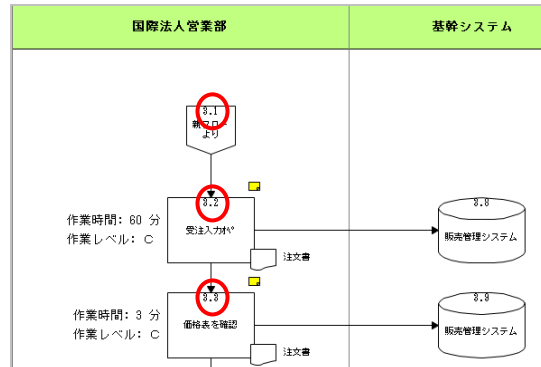 国際法人営業部
基幹システム
3.1
新フロー
より
作業時間: 60 分
作業レベル: C
3.2
受注入力ｵﾍﾟ
注文書
3.8
販売管理システム
作業時間: 3 分
作業レベル: C
3.3
価格表を確認
注文書
3.9
販売管理システム